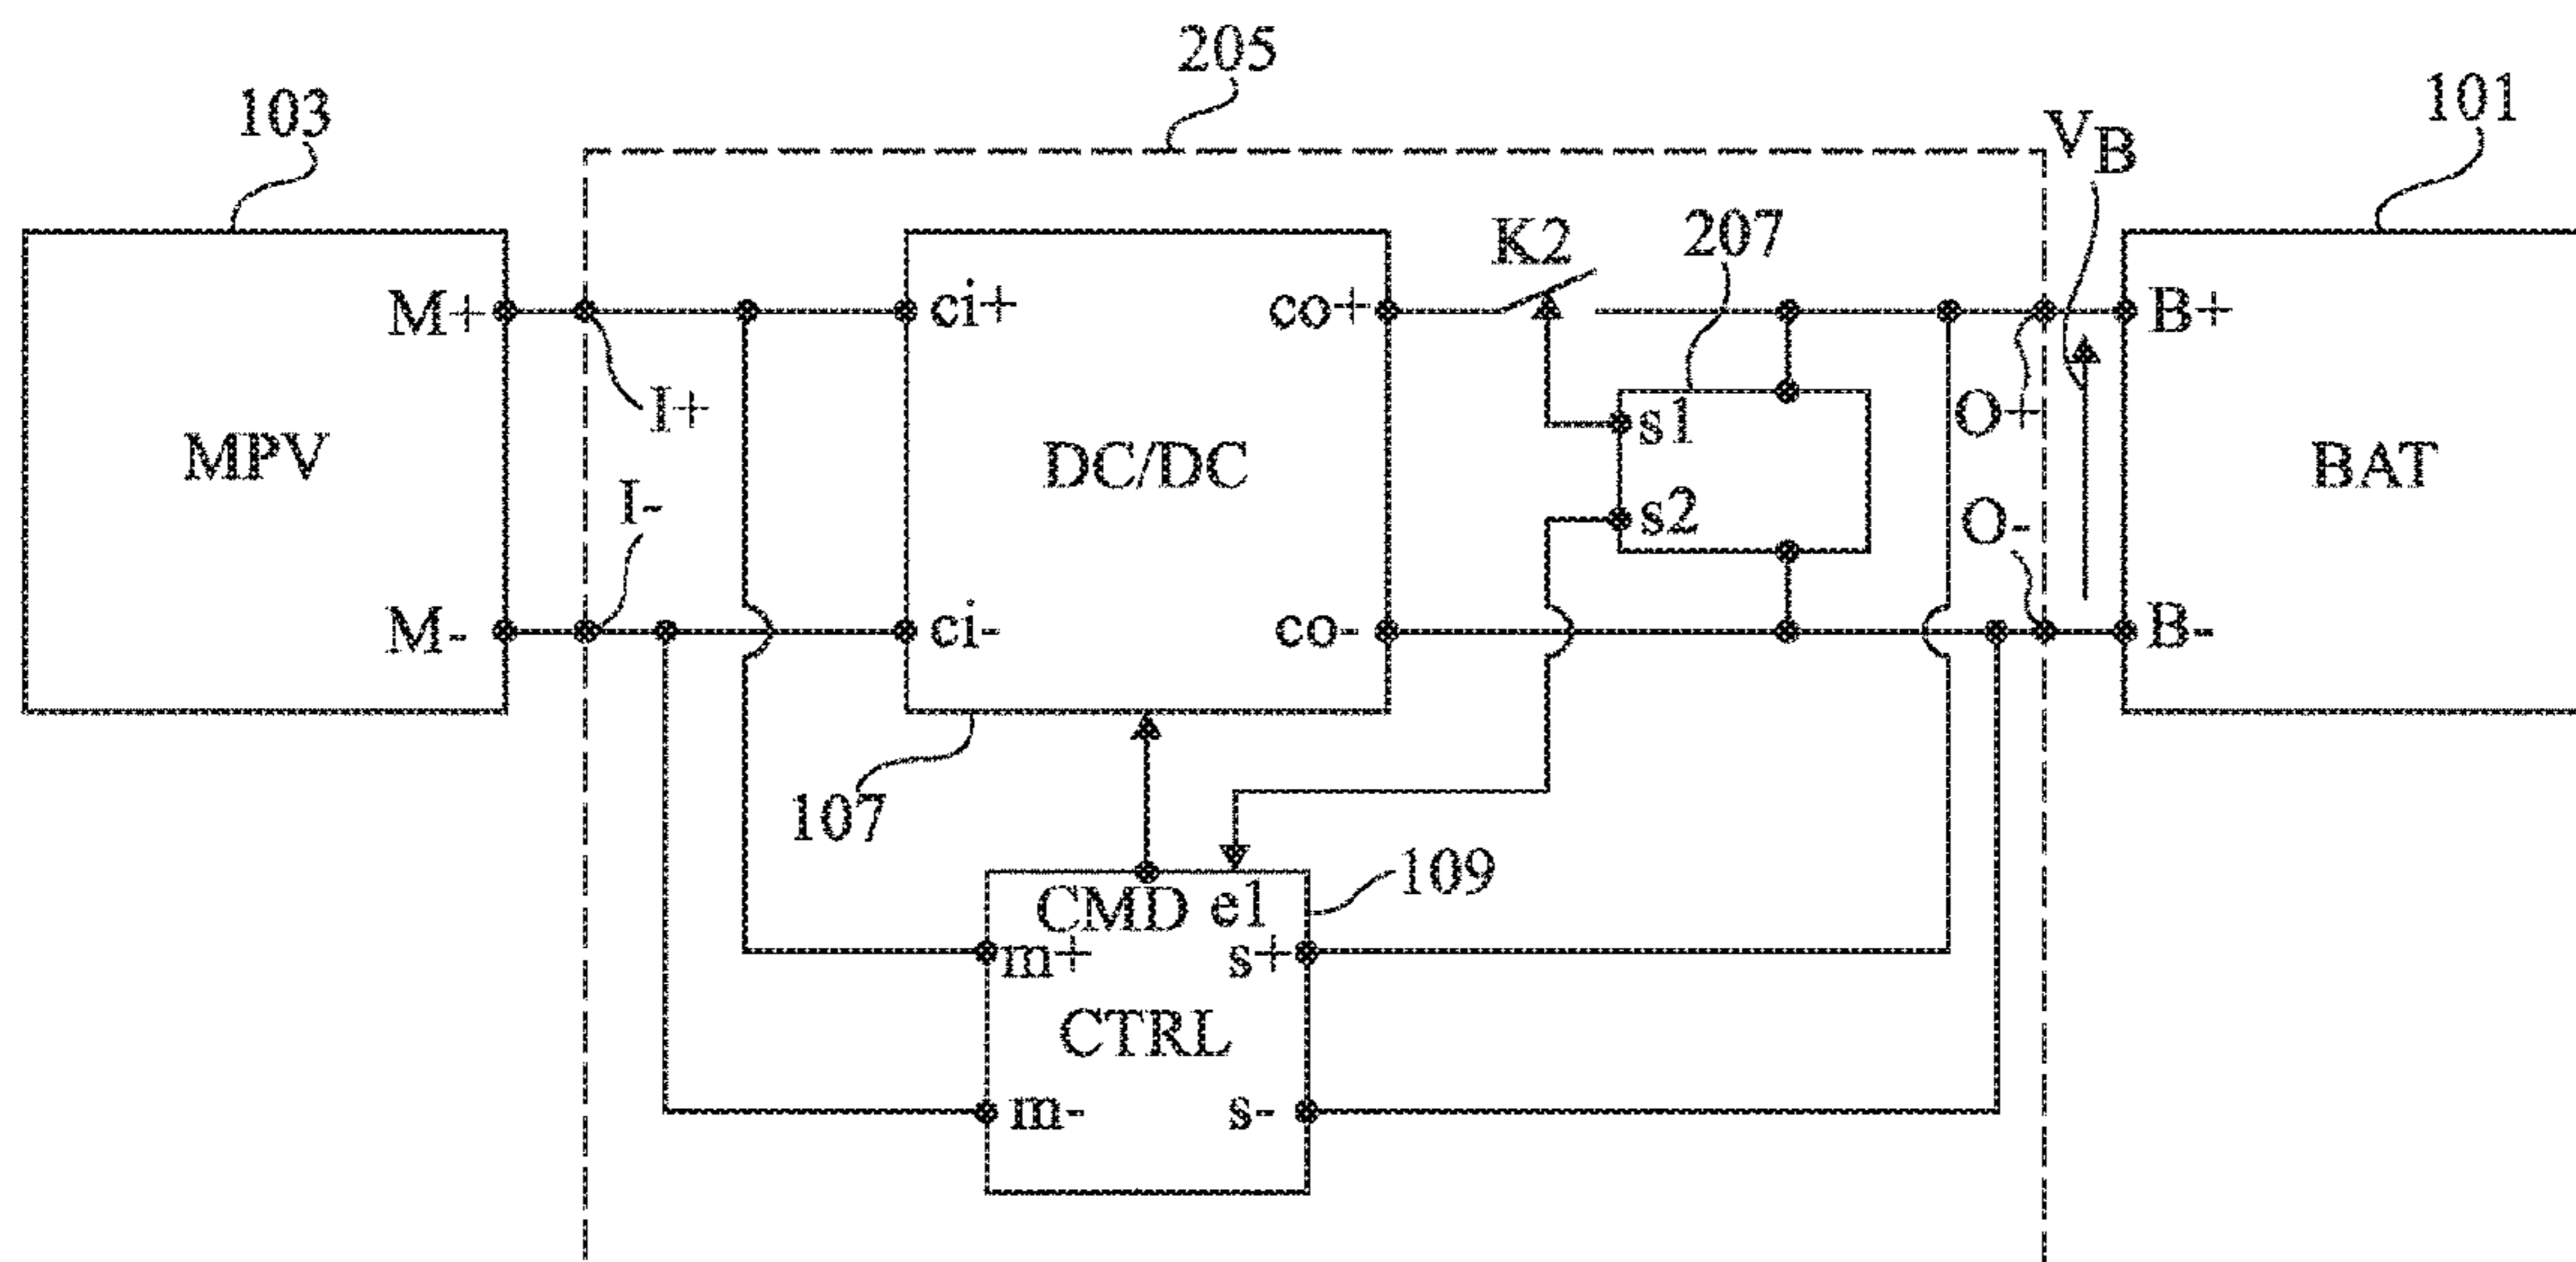 205
103
V_B
101
K2
207
M+
ci+
co+
B+
I+
s1
O+
MPV
DC/DC
BAT
I-
s2
O-
M-
ci-
co-
B-
107
109
CMD e1
m+
s+
CTRL
m-
s-